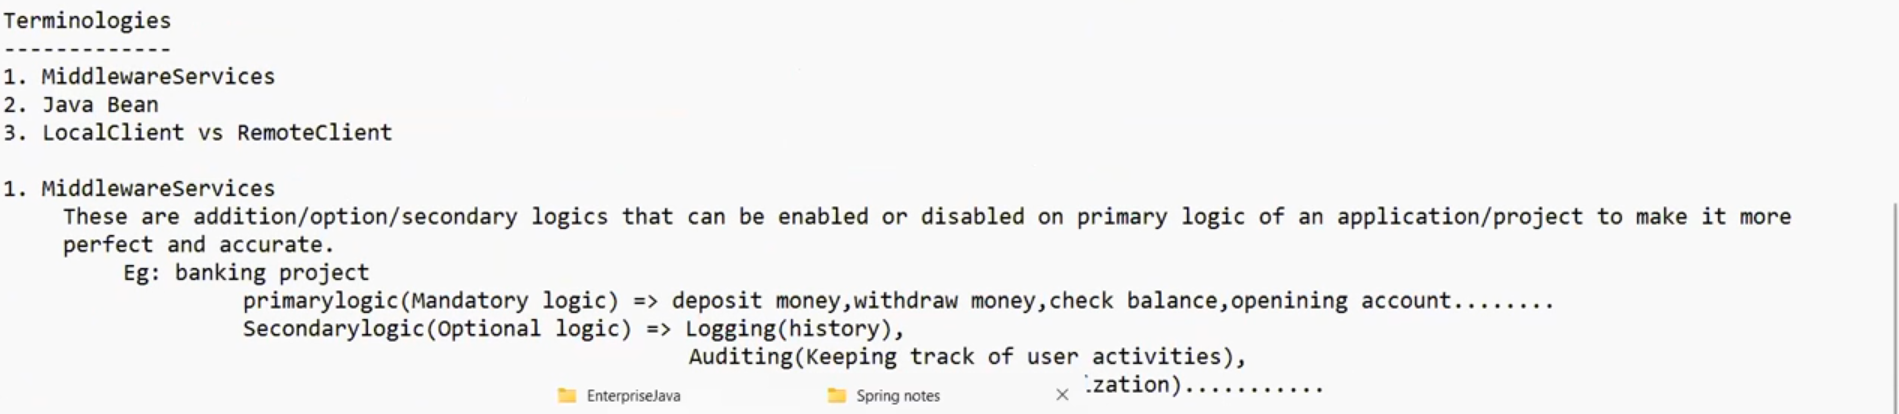 Terminologies
-------------
1. MiddlewareServices
2. Java Bean
3. LocalClient vs RemoteClient
1. MiddlewareServices
These are addition/option/secondary logics that can be enabled or disabled on primary logic of an application/project to make it more
perfect and accurate.
Eg: banking project
primarylogic(Mandatory logic) => deposit money,withdraw money,check balance,openining account........
Secondarylogic(Optional logic) => Logging(history),
Auditing(Keeping track of user activities),
zation)...........
EnterpriseJava
Spring notes